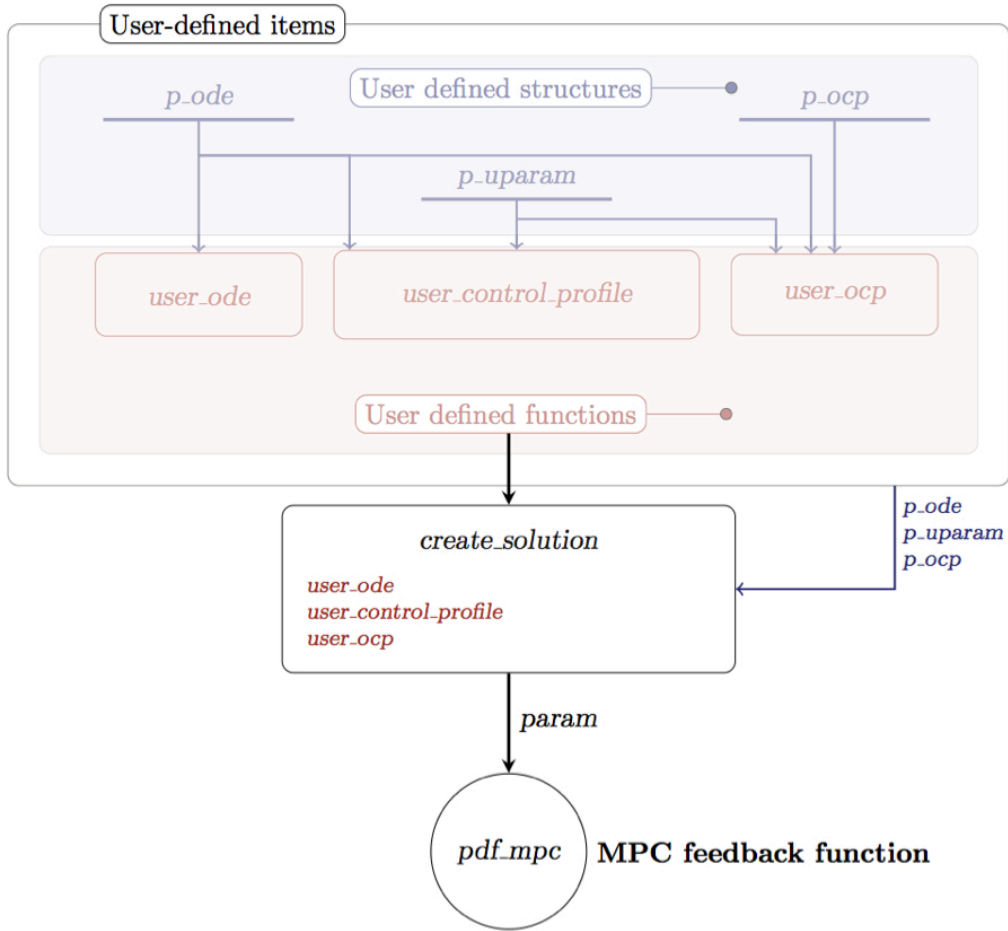 User-defined items
User defined structures
p_ode
p_ocp
p_uparam
user_ode
user_control_profile
user_ocp
User defined functions
p_ode
p_uparam
p_ocp
create_solution
user_ode
user_control_profile
user_ocp
param
pdf_mpc
MPC feedback function